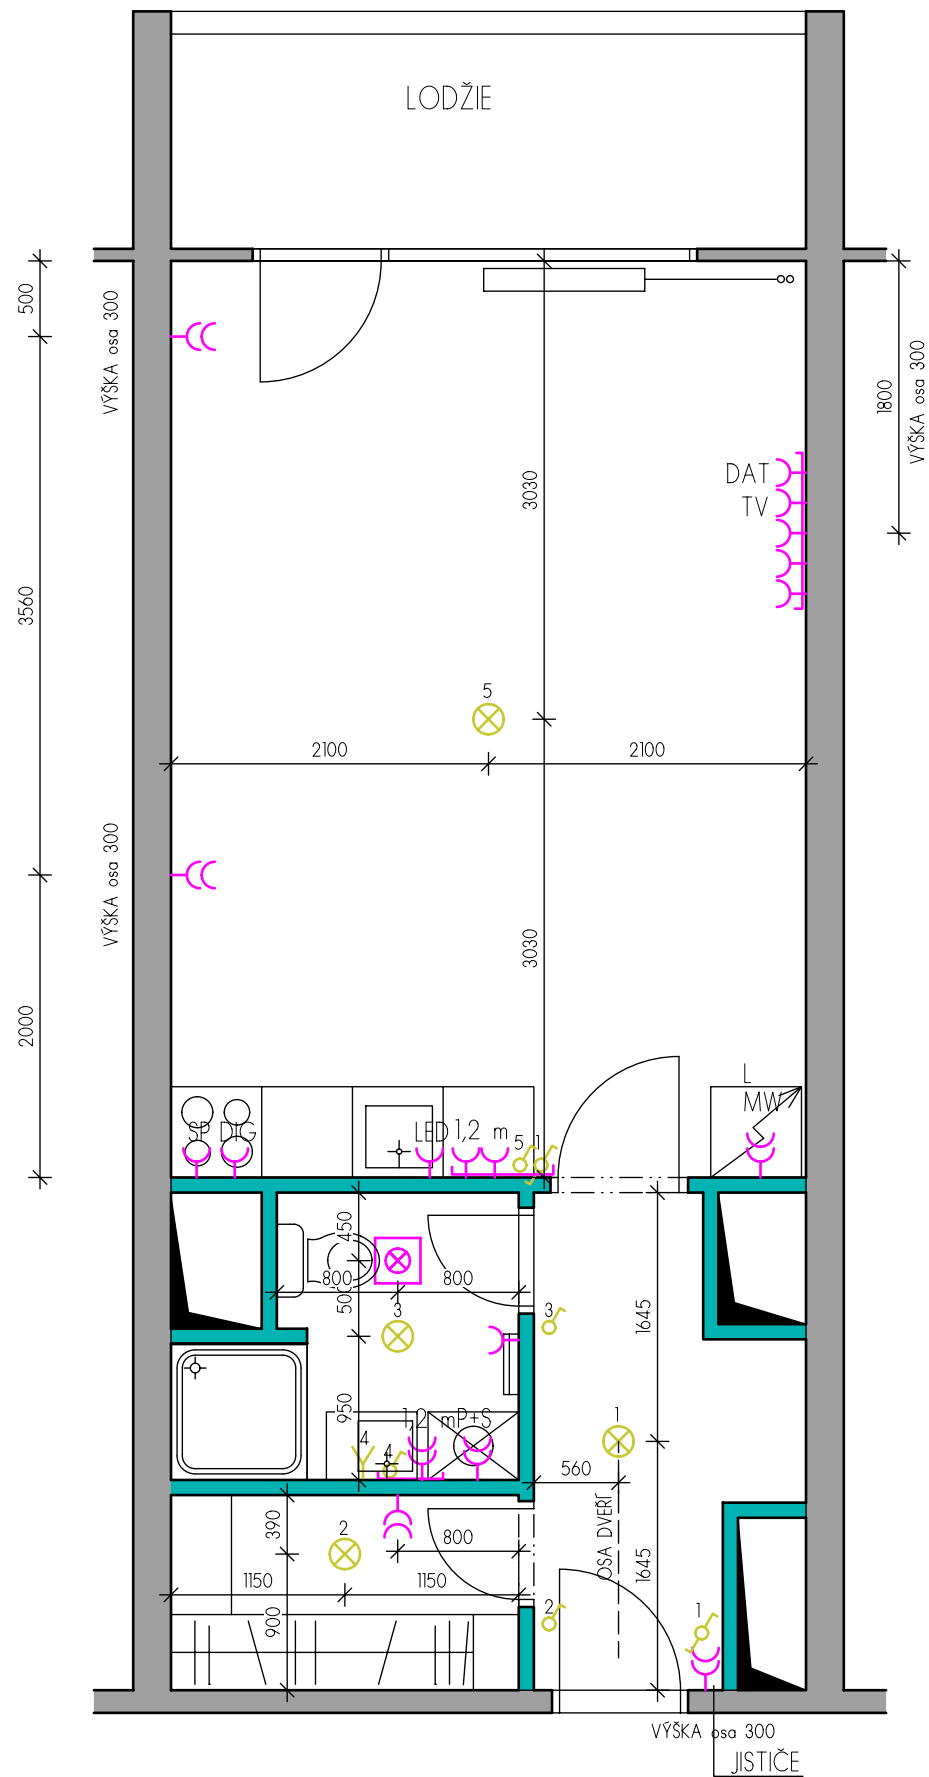 LODŽIE
500
VÝŠKA osa 300
1800
VÝŠKA osa 300
DAT
TV
3030
3560
5
2100
2100
VÝŠKA osa 300
3030
2000
L
MW
SP DIG
LED 1,2 m
5
1
450
800
800
500
3
3
1645
950
1,2 m
P+S
4
4
1
560
OSA DVEŘÍ
390
2
800
1645
1150
1150
900
2
1
VÝŠKA osa 300
JISTIČE